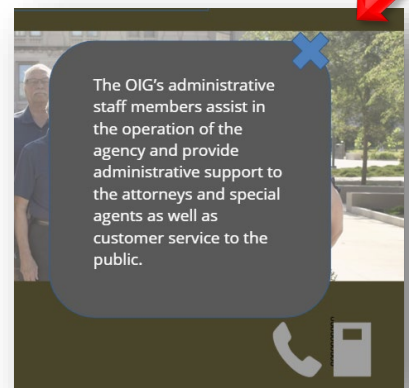 The OIG's administrative
staff members assist in
the operation of the
agency and provide
administrative support to
the attorneys and special
agents as well as
customer service to the
public.